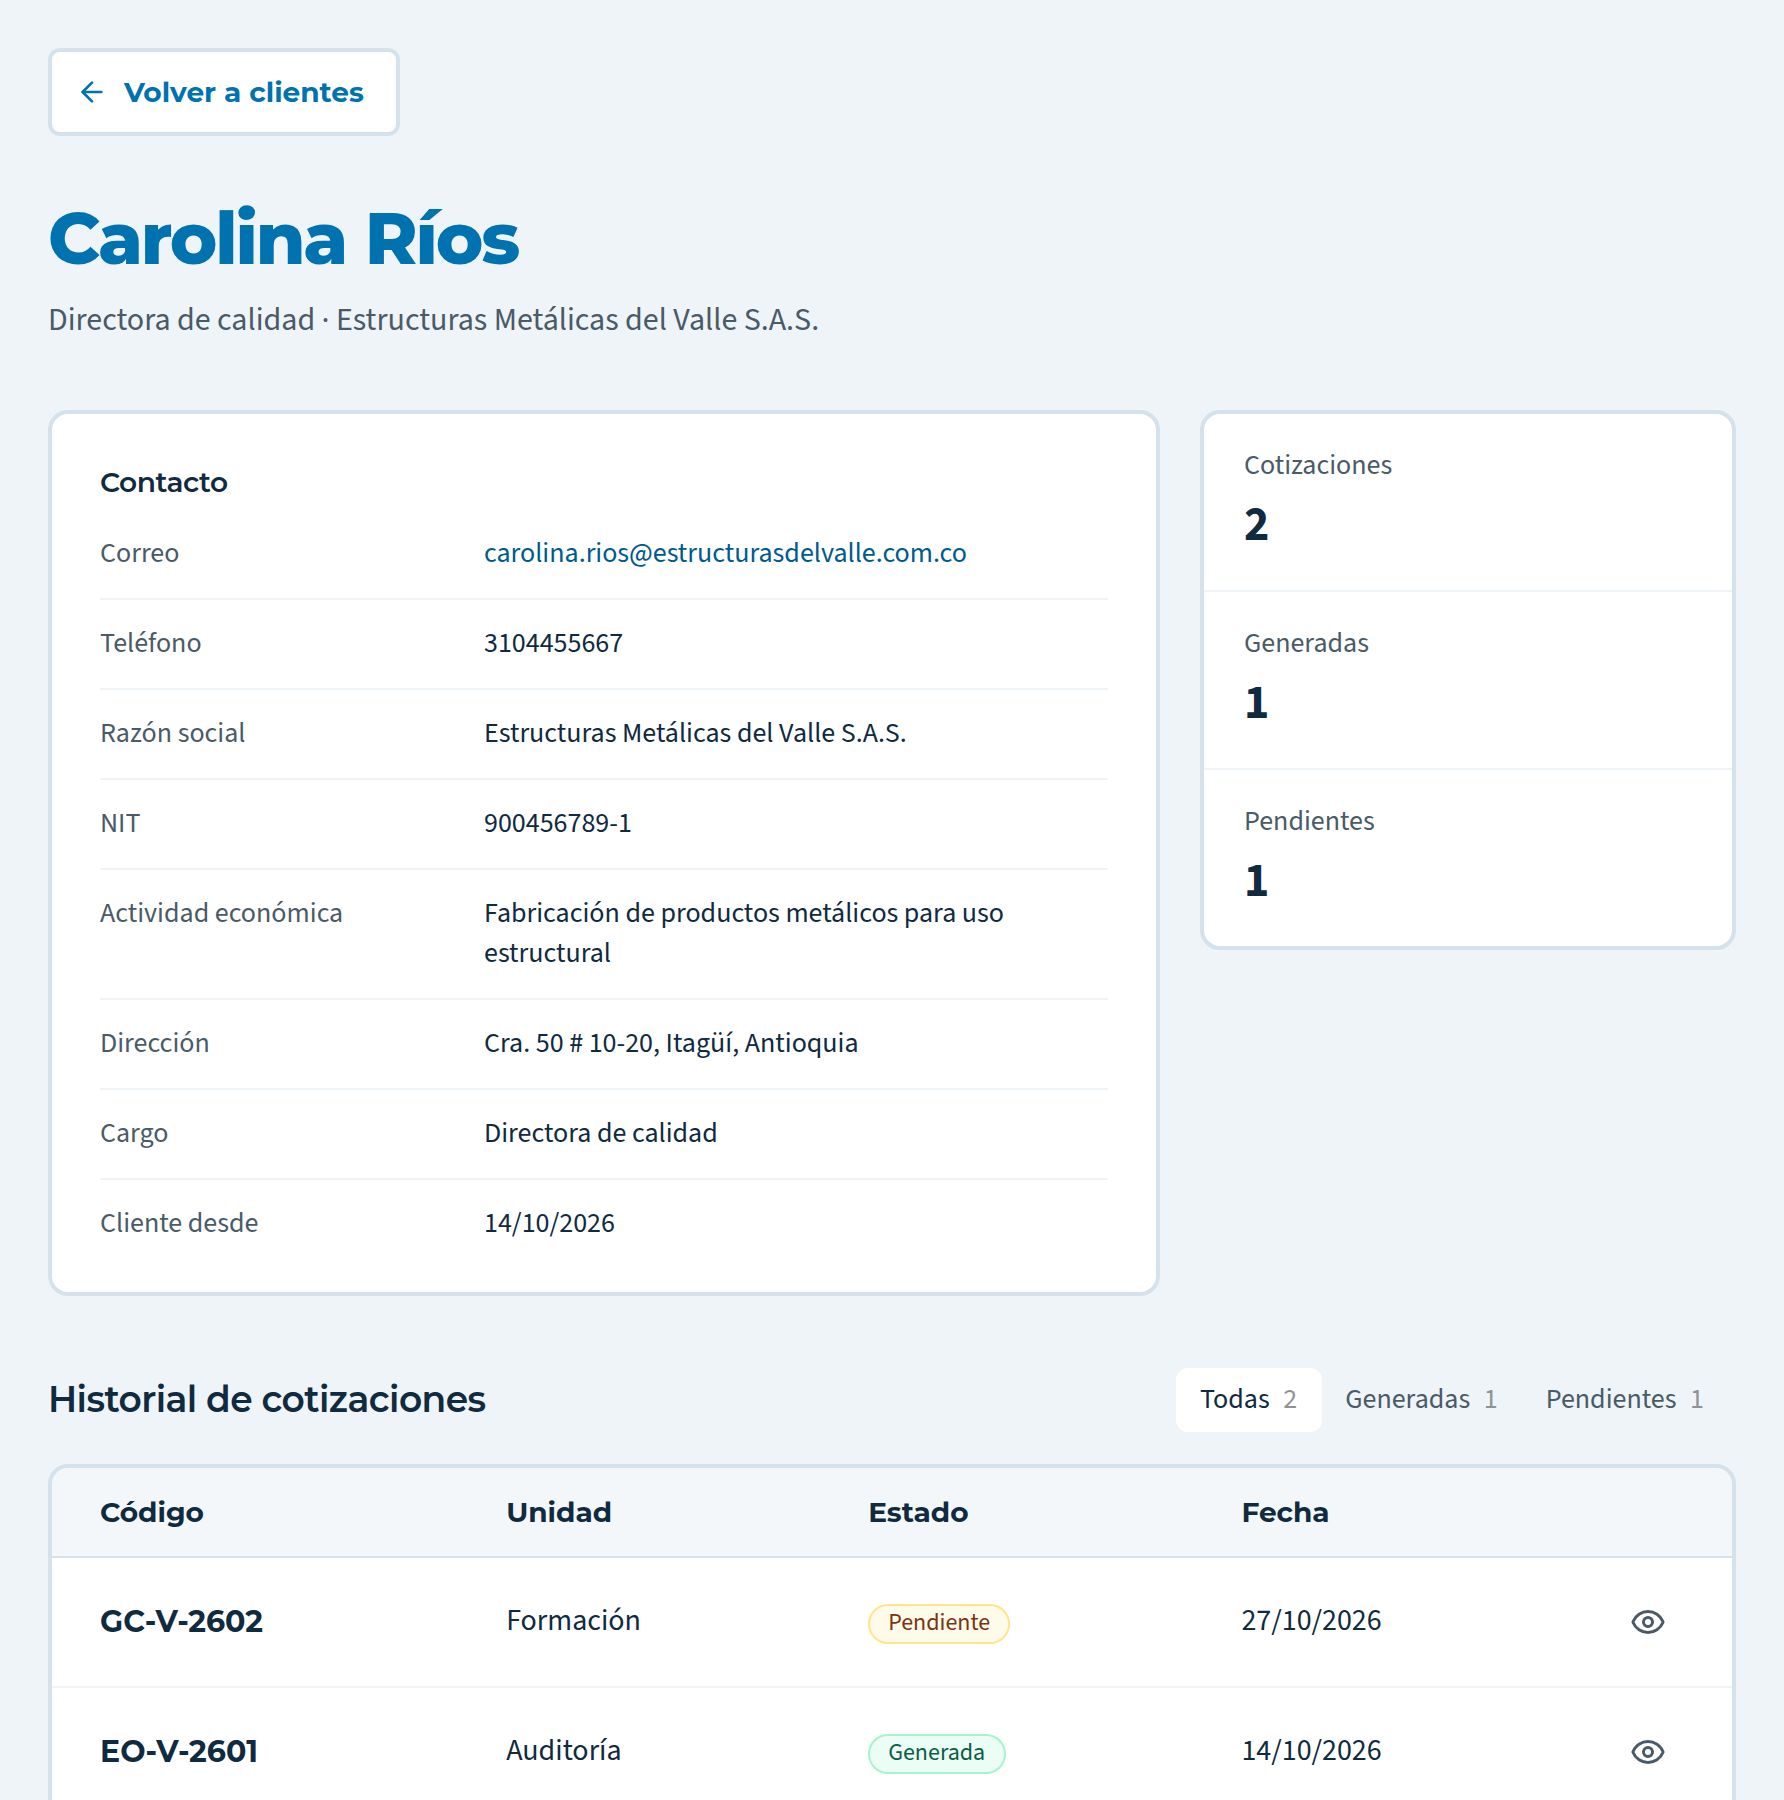 Volver a clientes
Carolina Ríos
Directora de calidad · Estructuras Metálicas del Valle S.A.S.
Contacto
Correo carolina.rios@estructurasdelvalle.com.co
Teléfono 3104455667
Razón social Estructuras Metálicas del Valle S.A.S.
NIT 900456789-1
Actividad económica Fabricación de productos metálicos para uso
estructural
Dirección Cra. 50 # 10-20, Itagüí, Antioquia
Cargo Directora de calidad
Cliente desde 14/10/2026
Cotizaciones
2
Generadas
1
Pendientes
1
Historial de cotizaciones
Todas 2 Generadas 1 Pendientes 1
Código Unidad Estado Fecha
GC-V-2602 Formación Pendiente 27/10/2026
EO-V-2601 Auditoría Generada 14/10/2026